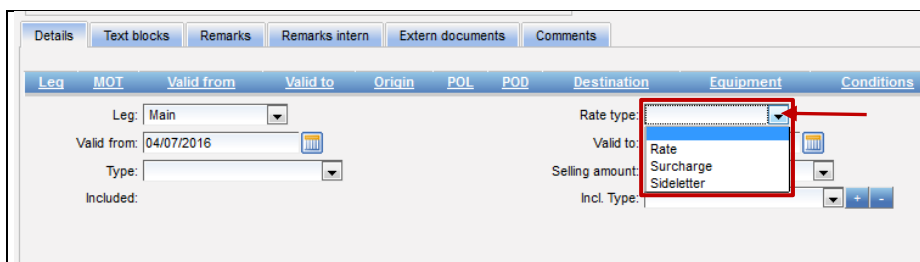 Details Text blocks Remarks Remarks intern Extern documents Comments
Leg MOT Valid from Valid to Origin POL POD Destination Equipment Conditions
Leg: Main Rate type:
Valid from: 04/07/2016 Valid to:
Rate
Surcharge
Sideletter
Type: Selling amount:
Included: Incl. Type: + -